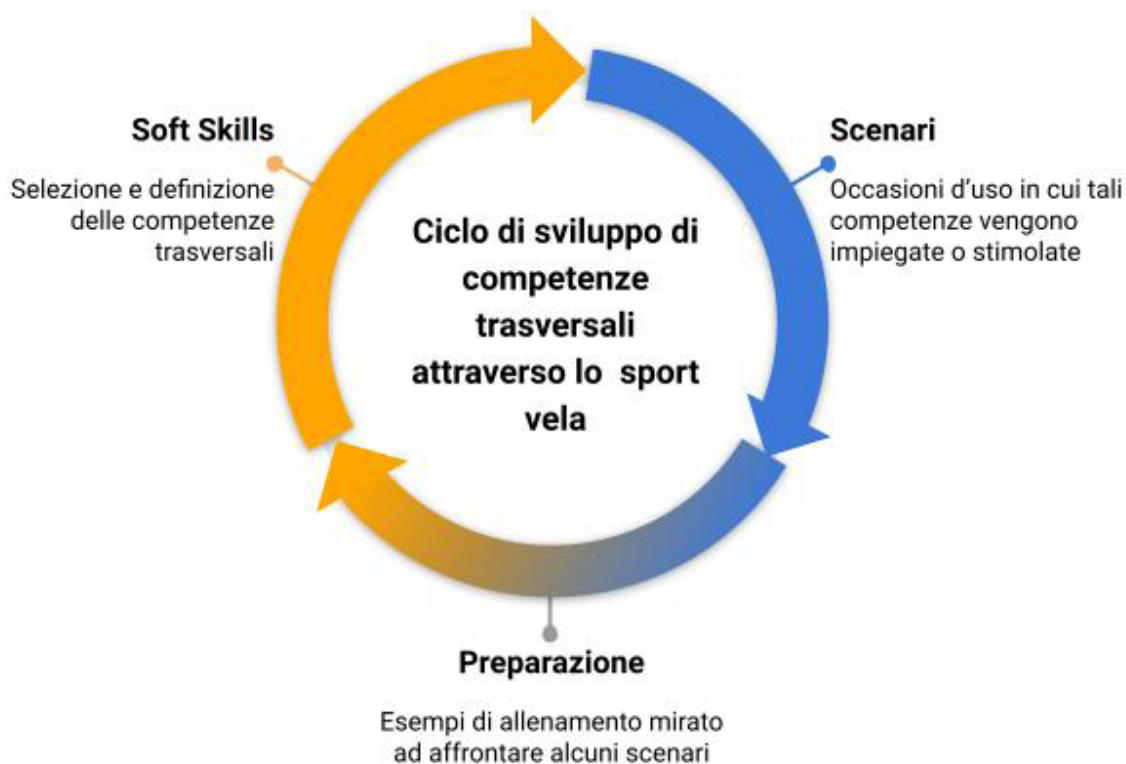 Soft Skills
Selezione e definizione
delle competenze
trasversali
Scenari
Occasioni d'uso in cui tali
competenze vengono
impiegate o stimolate
Ciclo di sviluppo di
competenze
trasversali
attraverso lo  sport
vela
Preparazione
Esempi di allenamento mirato
ad affrontare alcuni scenari